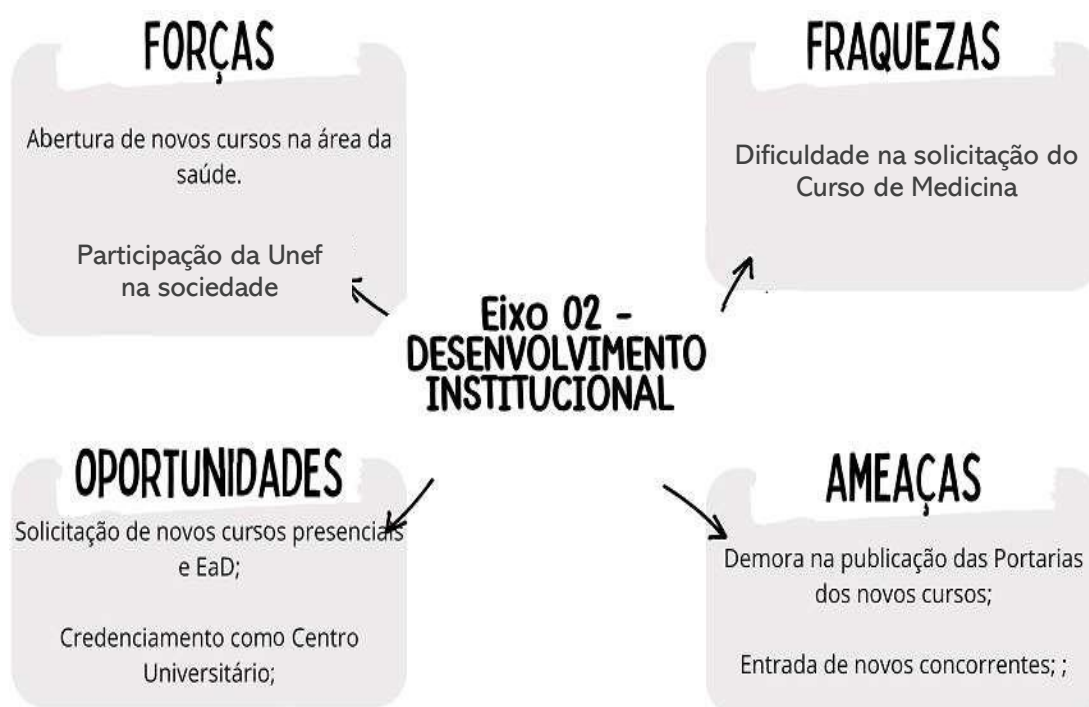 FORÇAS
Abertura de novos cursos na área da
saúde.
Participação da Unef
na sociedade
FRAQUEZAS
Dificuldade na solicitação do
Curso de Medicina
Eixo 02 -
DESENVOLVIMENTO
INSTITUCIONAL
OPORTUNIDADES
Solicitação de novos cursos presenciais
e EaD;
Credenciamento como Centro
Universitário;
AMEAÇAS
Demora na publicação das Portarias
dos novos cursos;
Entrada de novos concorrentes; ;